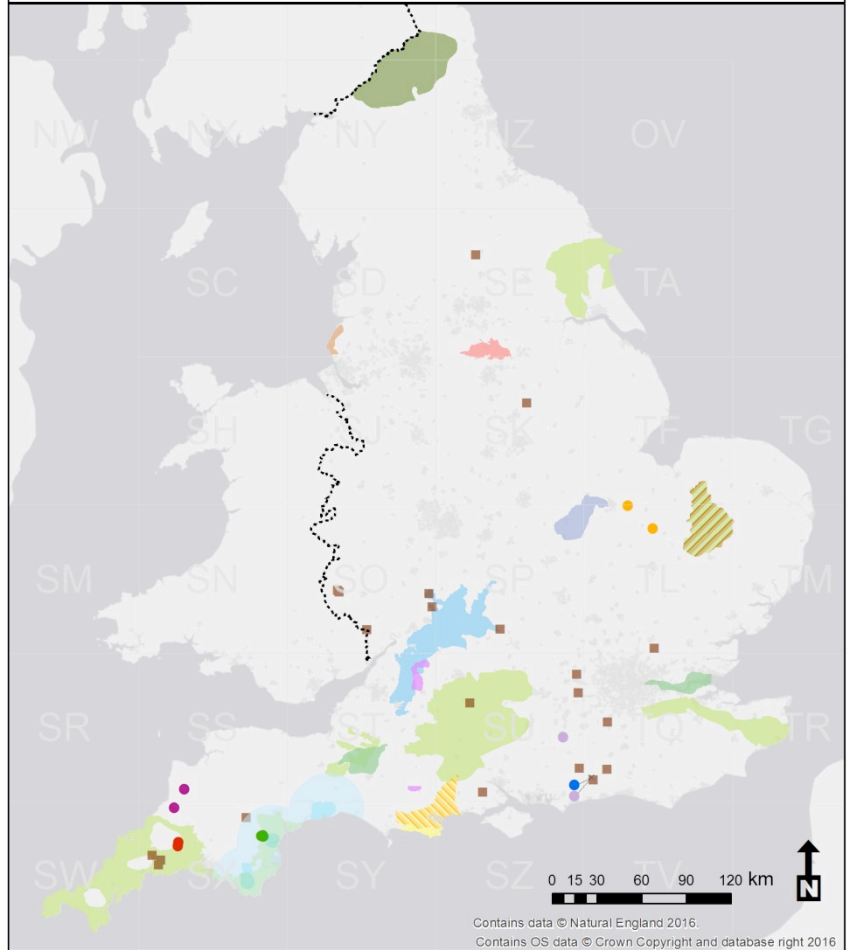 NW NX NY NZ OV
SC SD SE TA
SH SJ SK TF TG
SM SN SO SP TL TM
SR SS ST SU TQ TR
SW SX SY SZ TV
0 15 30 60 90 120 km
N
Contains data © Natural England 2016.
Contains OS data © Crown Copyright and database right 2016